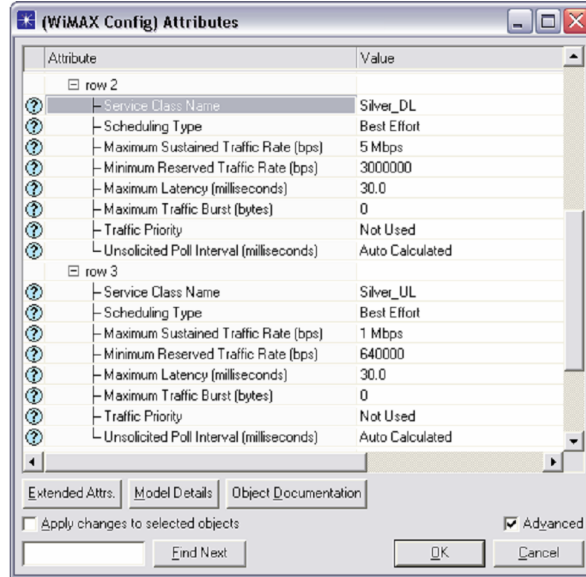 (WiMAX Config) Attributes
Attribute Value
row 2
Service Class Name Silver_DL
Scheduling Type Best Effort
Maximum Sustained Traffic Rate (bps) 5 Mbps
Minimum Reserved Traffic Rate (bps) 3000000
Maximum Latency (milliseconds) 30.0
Maximum Traffic Burst (bytes) 0
Traffic Priority Not Used
Unsolicited Poll Interval (milliseconds) Auto Calculated
row 3
Service Class Name Silver_UL
Scheduling Type Best Effort
Maximum Sustained Traffic Rate (bps) 1 Mbps
Minimum Reserved Traffic Rate (bps) 640000
Maximum Latency (milliseconds) 30.0
Maximum Traffic Burst (bytes) 0
Traffic Priority Not Used
Unsolicited Poll Interval (milliseconds) Auto Calculated
Extended Attrs. Model Details Object Documentation
Apply changes to selected objects Advanced
Find Next OK Cancel